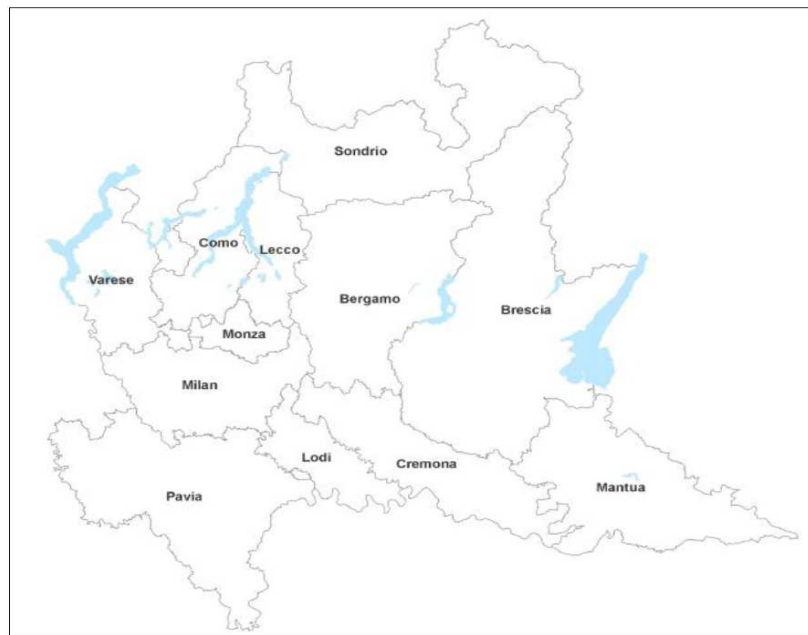 Sondrio
Como
Lecco
Varese
Bergamo
Brescia
Monza
Milan
Lodi
Cremona
Mantua
Pavia